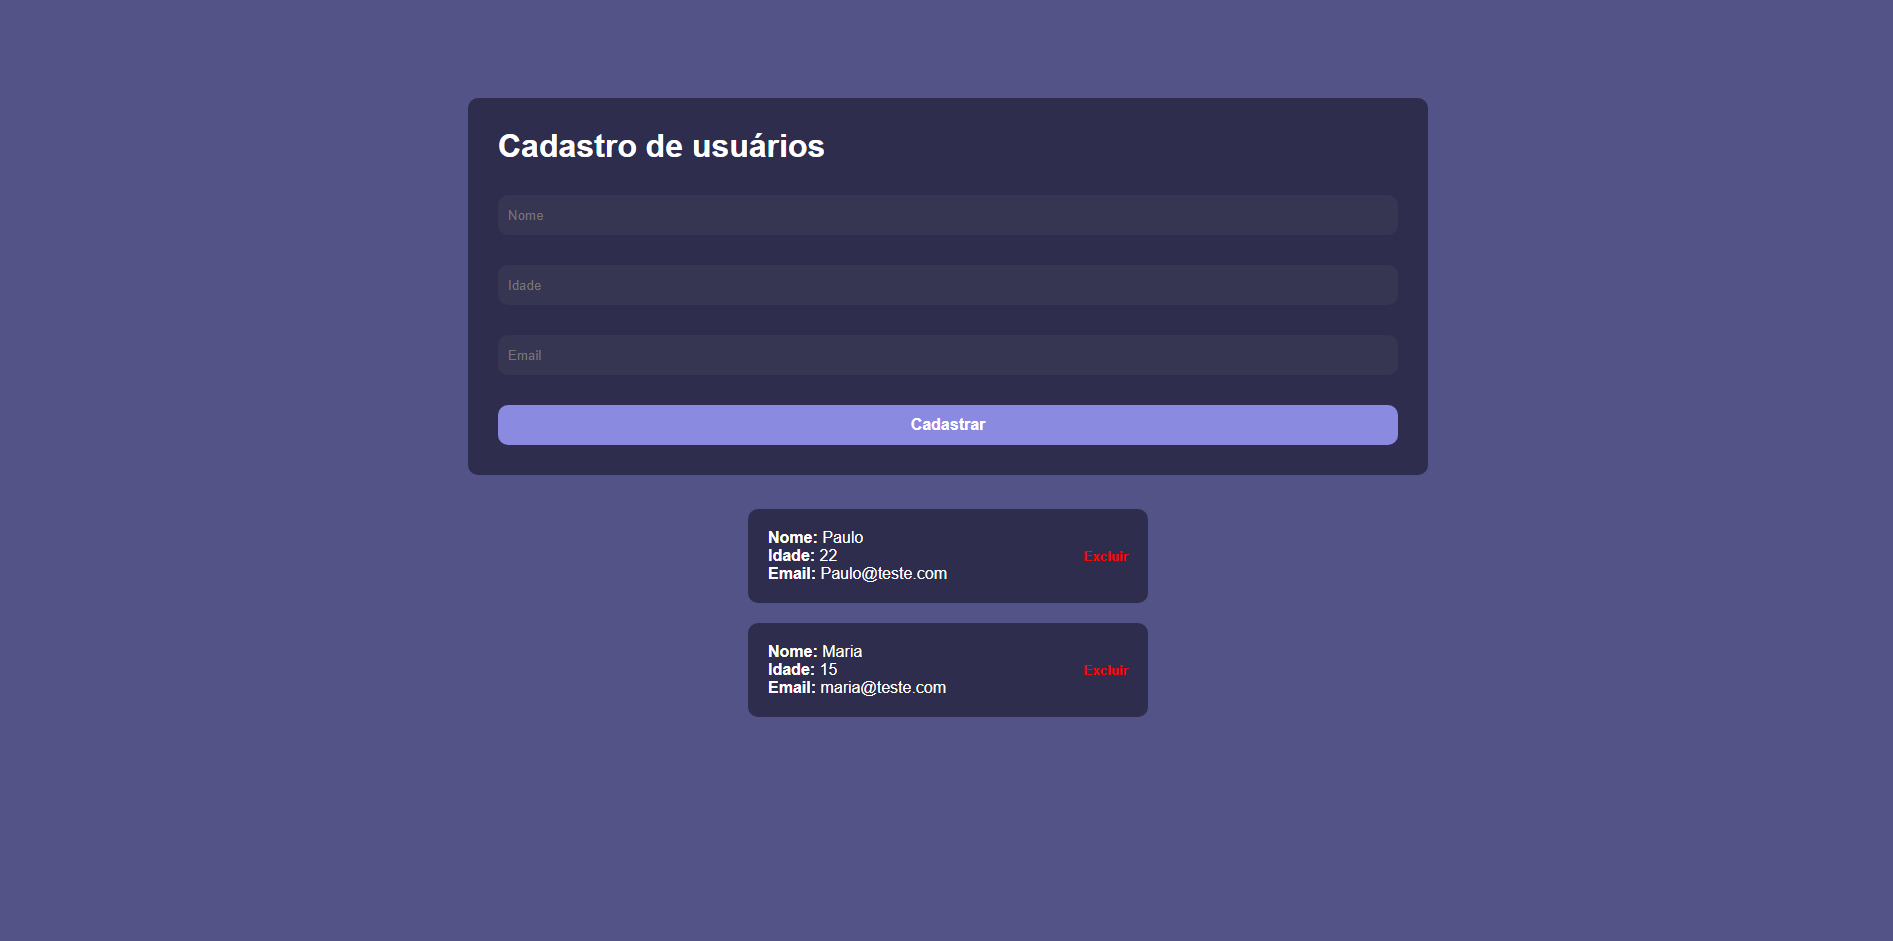 Cadastro de usuários
Nome
Idade
Email
Cadastrar
Nome: Paulo
Idade: 22
Email: Paulo@teste.com
Excluir
Nome: Maria
Idade: 15
Email: maria@teste.com
Excluir